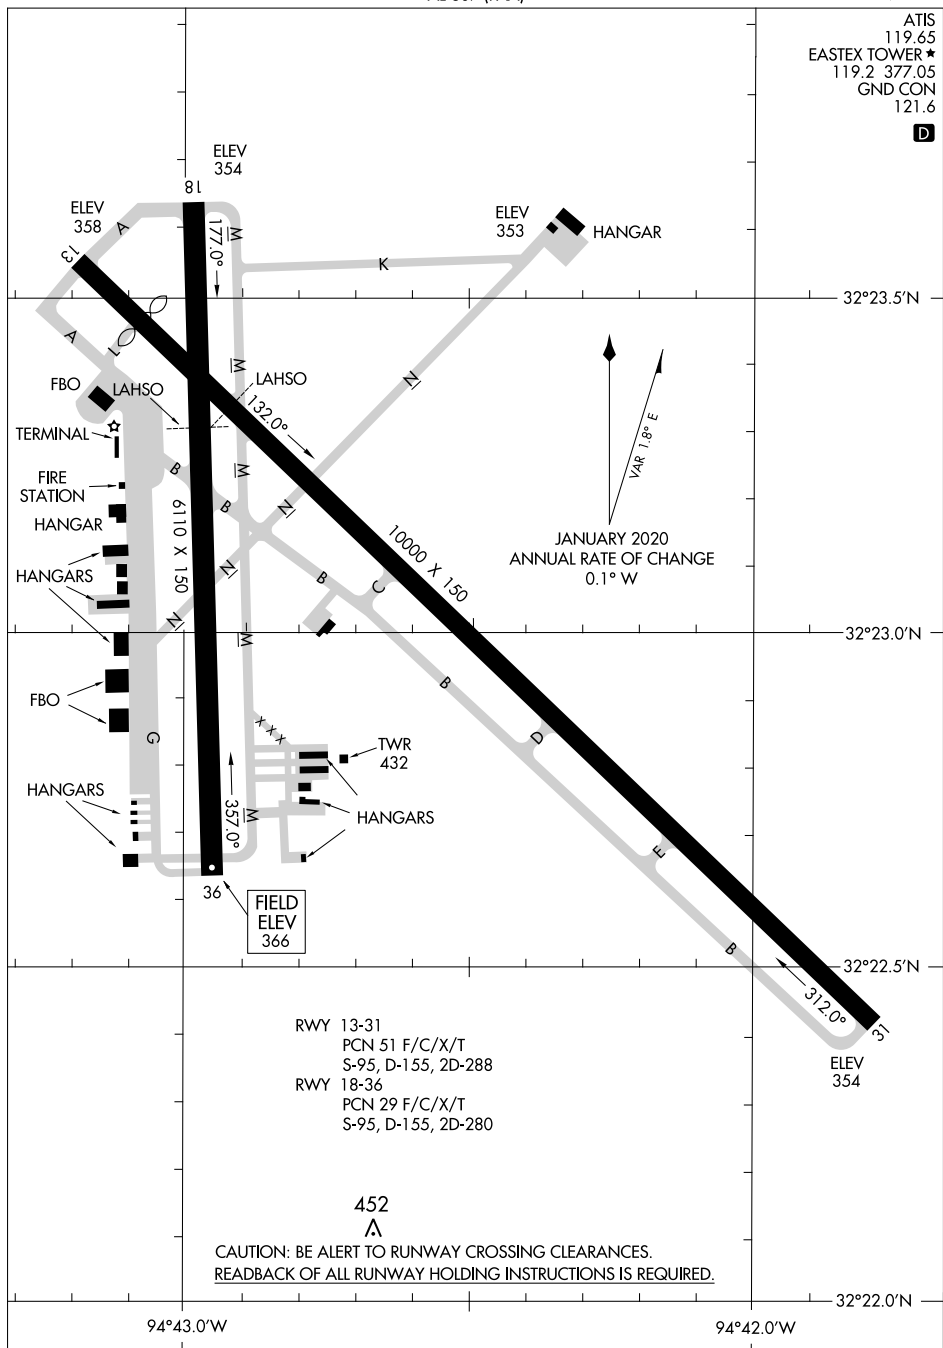 ATIS
119.65
EASTEX TOWER ★
119.2 377.05
GND CON
121.6
D
ELEV
354
18
ELEV
358
A
13
177.0°
M
ELEV
353
HANGAR
K
32°23.5'N
A
L
M
N
FBO
LAHSO
LAHSO
132.0°
VAR 1.8° E
TERMINAL
B
M
FIRE
STATION
B
N
HANGAR
6110 X 150
10000 X 150
JANUARY 2020
ANNUAL RATE OF CHANGE
0.1° W
HANGARS
N
B
C
N
M
32°23.0'N
B
FBO
G
X X X
D
TWR
432
HANGARS
357.0°
M
HANGARS
E
36
FIELD
ELEV
366
B
32°22.5'N
312.0°
31
ELEV
354
RWY 13-31
PCN 51 F/C/X/T
S-95, D-155, 2D-288
RWY 18-36
PCN 29 F/C/X/T
S-95, D-155, 2D-280
452
CAUTION: BE ALERT TO RUNWAY CROSSING CLEARANCES.
READBACK OF ALL RUNWAY HOLDING INSTRUCTIONS IS REQUIRED.
32°22.0'N
94°43.0'W
94°42.0'W